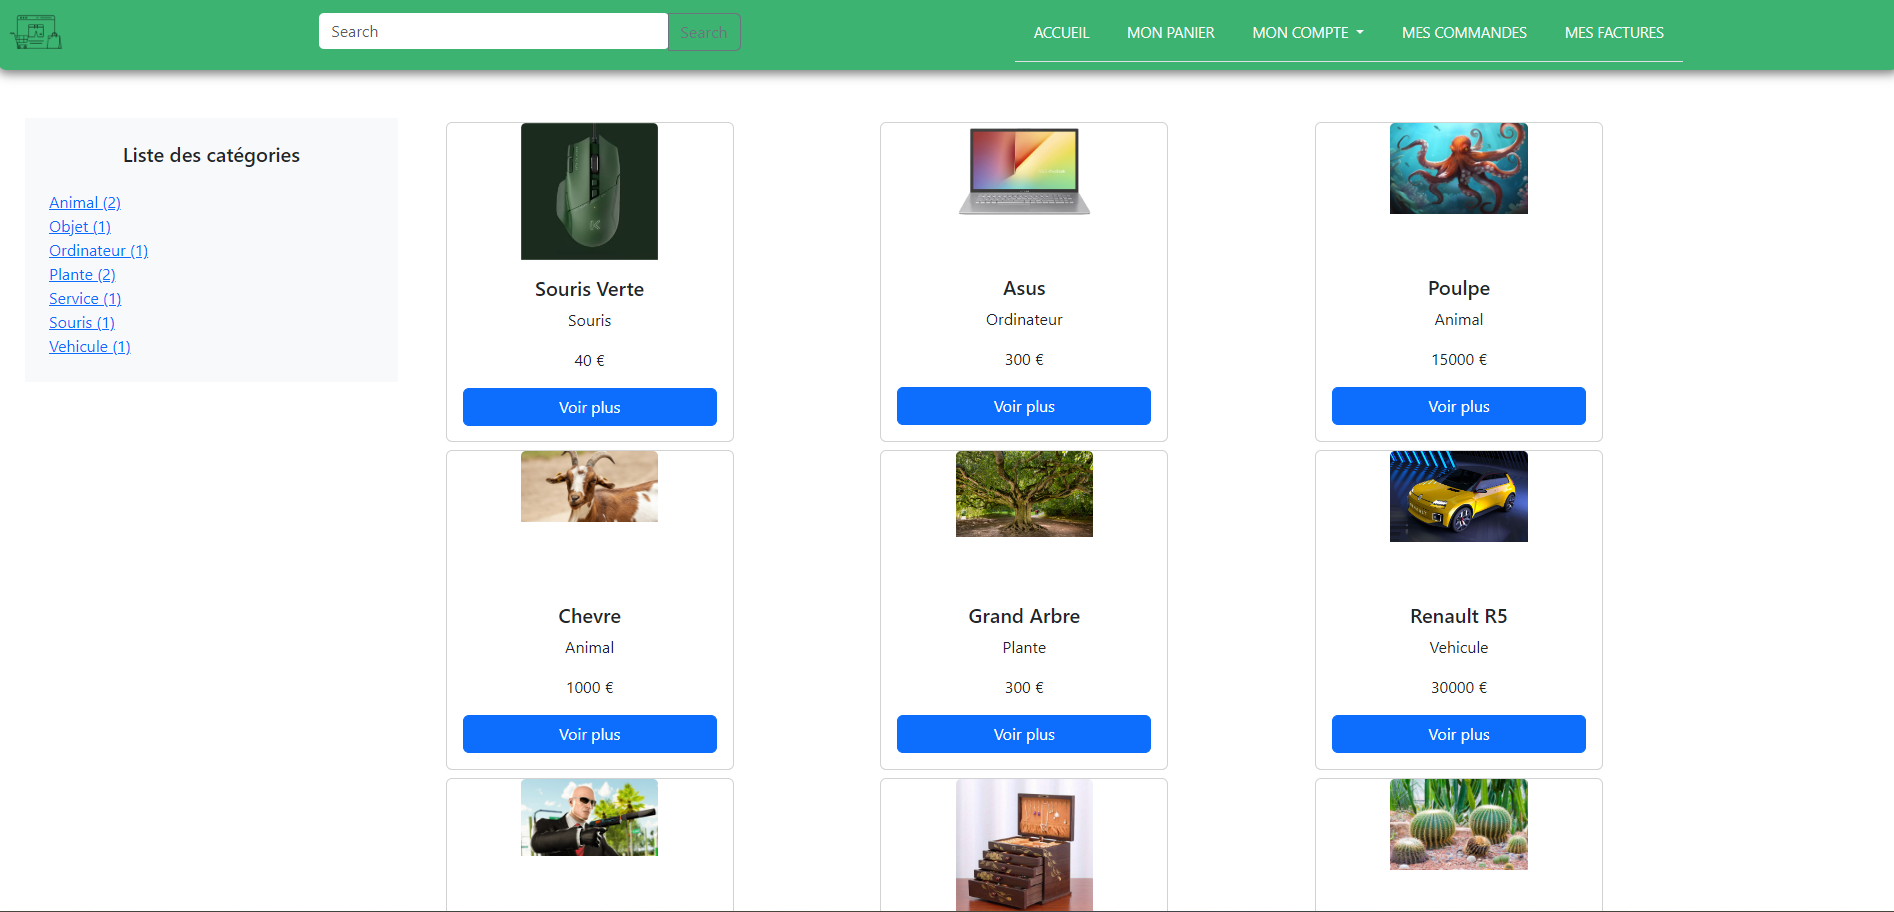 Search
Search
ACCUEIL
MON PANIER
MON COMPTE
MES COMMANDES
MES FACTURES
Liste des catégories
Animal (2)
Objet (1)
Ordinateur (1)
Plante (2)
Service (1)
Souris (1)
Vehicule (1)
Souris Verte
Souris
40 €
Voir plus
Asus
Ordinateur
300 €
Voir plus
Poulpe
Animal
15000 €
Voir plus
Chevre
Animal
1000 €
Voir plus
Grand Arbre
Plante
300 €
Voir plus
Renault R5
Vehicule
30000 €
Voir plus